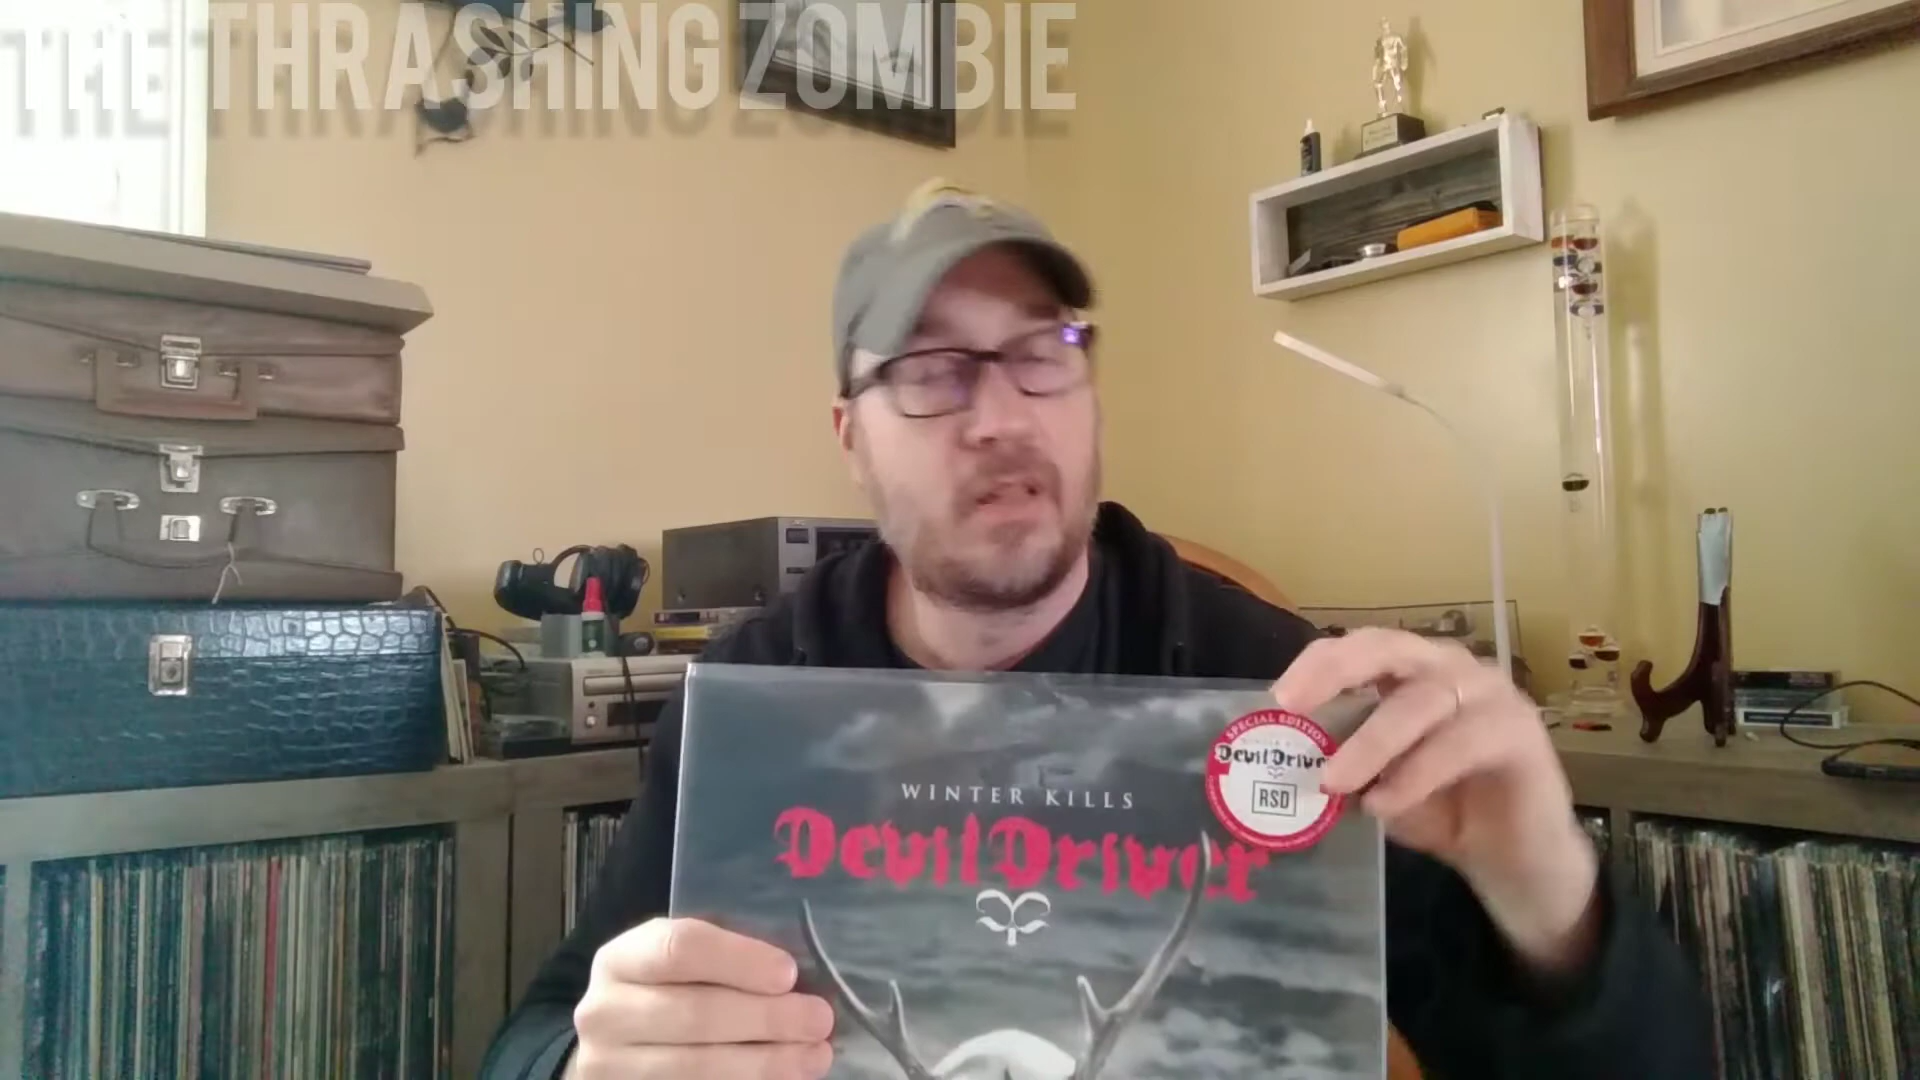 THE THRASHING ZOMBIE
SPECIAL EDITION
DevilDriver
RSD
WINTER KILLS
DevilDriver